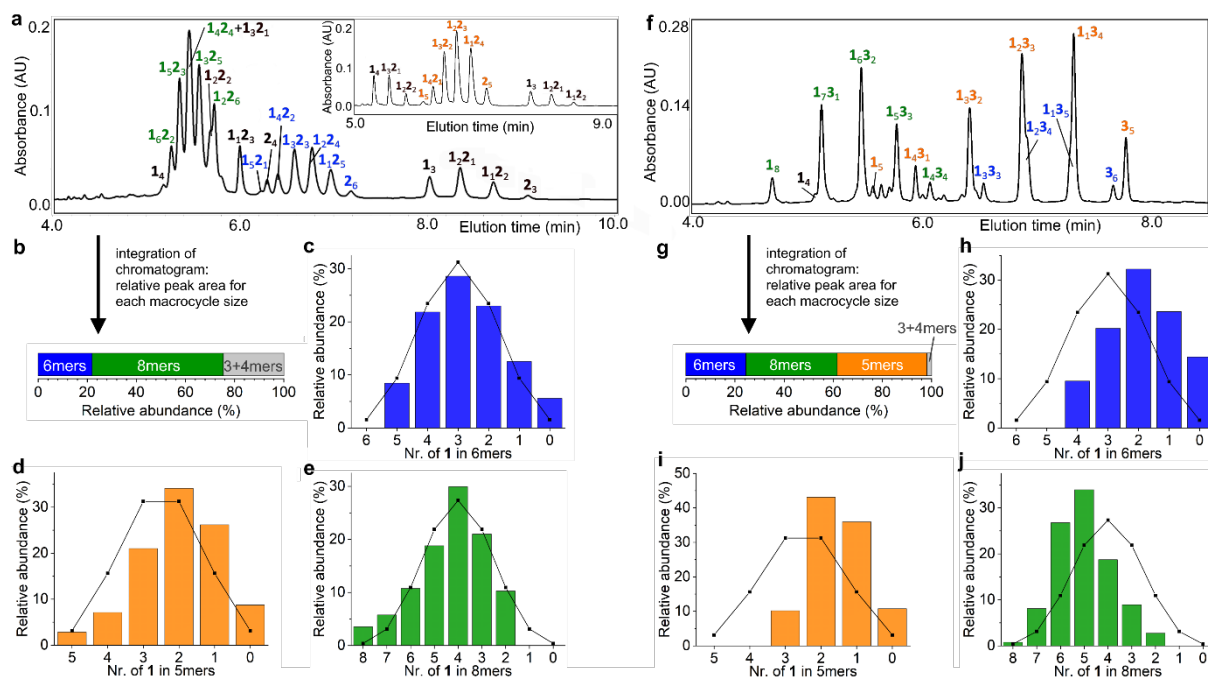 a
0.2
0.1
0.00
Absorbance (AU)
1₄2₄+1₃2₁
1₅2₃
1₃2₅
1₂2₂
1₂2₆
1₆2₂
1₄
1₂2₃
1₄2₂
2₄
1₅2₁
1₃2₃
1₂2₄
1₁2₅
2₆
1₃
1₂2₁
1₁2₂
2₃
4.0 6.0 8.0 10.0
Elution time (min)
0.2
0.1
0.0
Absorbance (AU)
1₄
1₃2₁
1₂2₂
1₅
1₄2₁
1₃2₂
1₂2₃
1₁2₄
2₅
1₃
1₂2₁
1₁2₂
5.0 9.0
Elution time (min)
f
0.28
0.14
0.00
Absorbance (AU)
1₈
1₄
1₇3₁
1₆3₂
1₅
1₅3₃
1₄3₁
1₄3₄
1₃3₂
1₃3₃
1₂3₃
1₂3₄
1₁3₅
1₁3₄
3₆
3₅
4.0 6.0 8.0
Elution time (min)
b
integration of
chromatogram:
relative peak area for
each macrocycle size
6mers 8mers 3+4mers
0 20 40 60 80 100
Relative abundance (%)
c
Relative abundance (%)
30
20
10
0
6 5 4 3 2 1 0
Nr. of 1 in 6mers
g
integration of
chromatogram:
relative peak area for
each macrocycle size
3+4mers
6mers 8mers 5mers
0 20 40 60 80 100
Relative abundance (%)
h
Relative abundance (%)
30
20
10
0
6 5 4 3 2 1 0
Nr. of 1 in 6mers
d
Relative abundance (%)
30
20
10
0
5 4 3 2 1 0
Nr. of 1 in 5mers
e
Relative abundance (%)
30
20
10
0
8 7 6 5 4 3 2 1 0
Nr. of 1 in 8mers
i
Relative abundance (%)
50
40
30
20
10
0
5 4 3 2 1 0
Nr. of 1 in 5mers
j
Relative abundance (%)
30
20
10
0
8 7 6 5 4 3 2 1 0
Nr. of 1 in 8mers